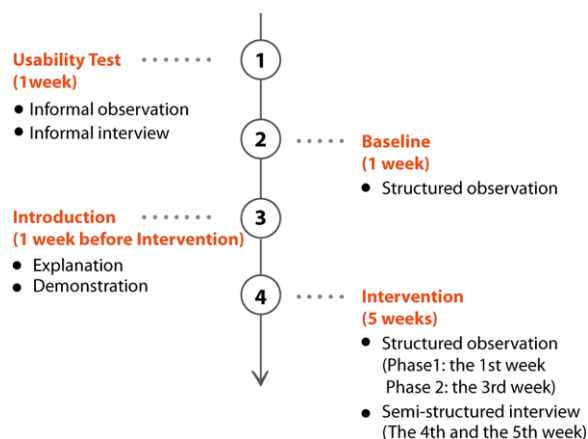 1
Usability Test
(1week)
● Informal observation
● Informal interview
2
Baseline
(1 week)
● Structured observation
3
Introduction
(1 week before Intervention)
● Explanation
● Demonstration
4
Intervention
(5 weeks)
● Structured observation
(Phase1: the 1st week
Phase 2: the 3rd week)
● Semi-structured interview
(The 4th and the 5th week)